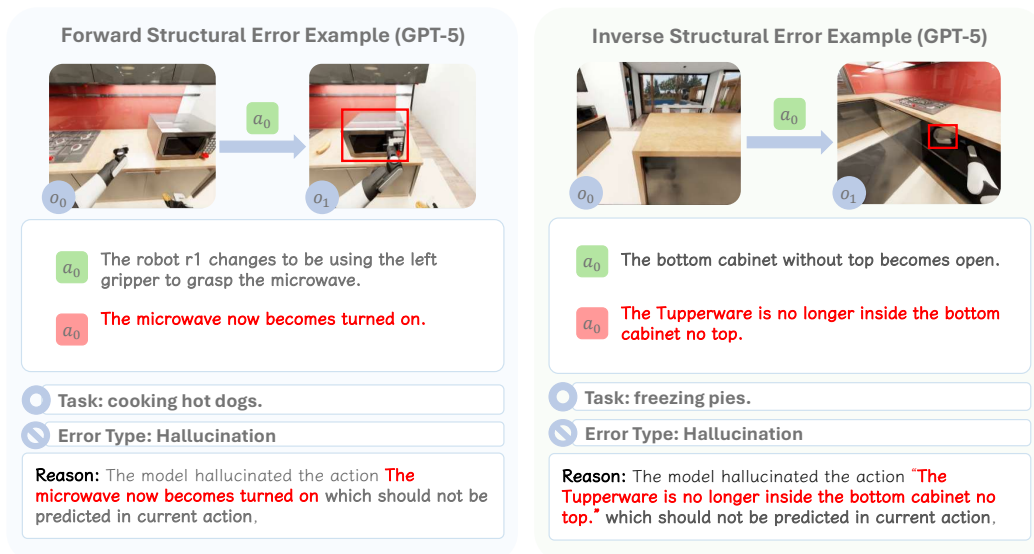 Forward Structural Error Example (GPT-5)
a₀
o₀
o₁
a₀
The robot r1 changes to be using the left
gripper to grasp the microwave.
a₀
The microwave now becomes turned on.
Task: cooking hot dogs.
Error Type: Hallucination
Reason: The model hallucinated the action The
microwave now becomes turned on which should not be
predicted in current action,
Inverse Structural Error Example (GPT-5)
a₀
o₀
o₁
a₀
The bottom cabinet without top becomes open.
a₀
The Tupperware is no longer inside the bottom
cabinet no top.
Task: freezing pies.
Error Type: Hallucination
Reason: The model hallucinated the action "The
Tupperware is no longer inside the bottom cabinet no
top." which should not be predicted in current action,